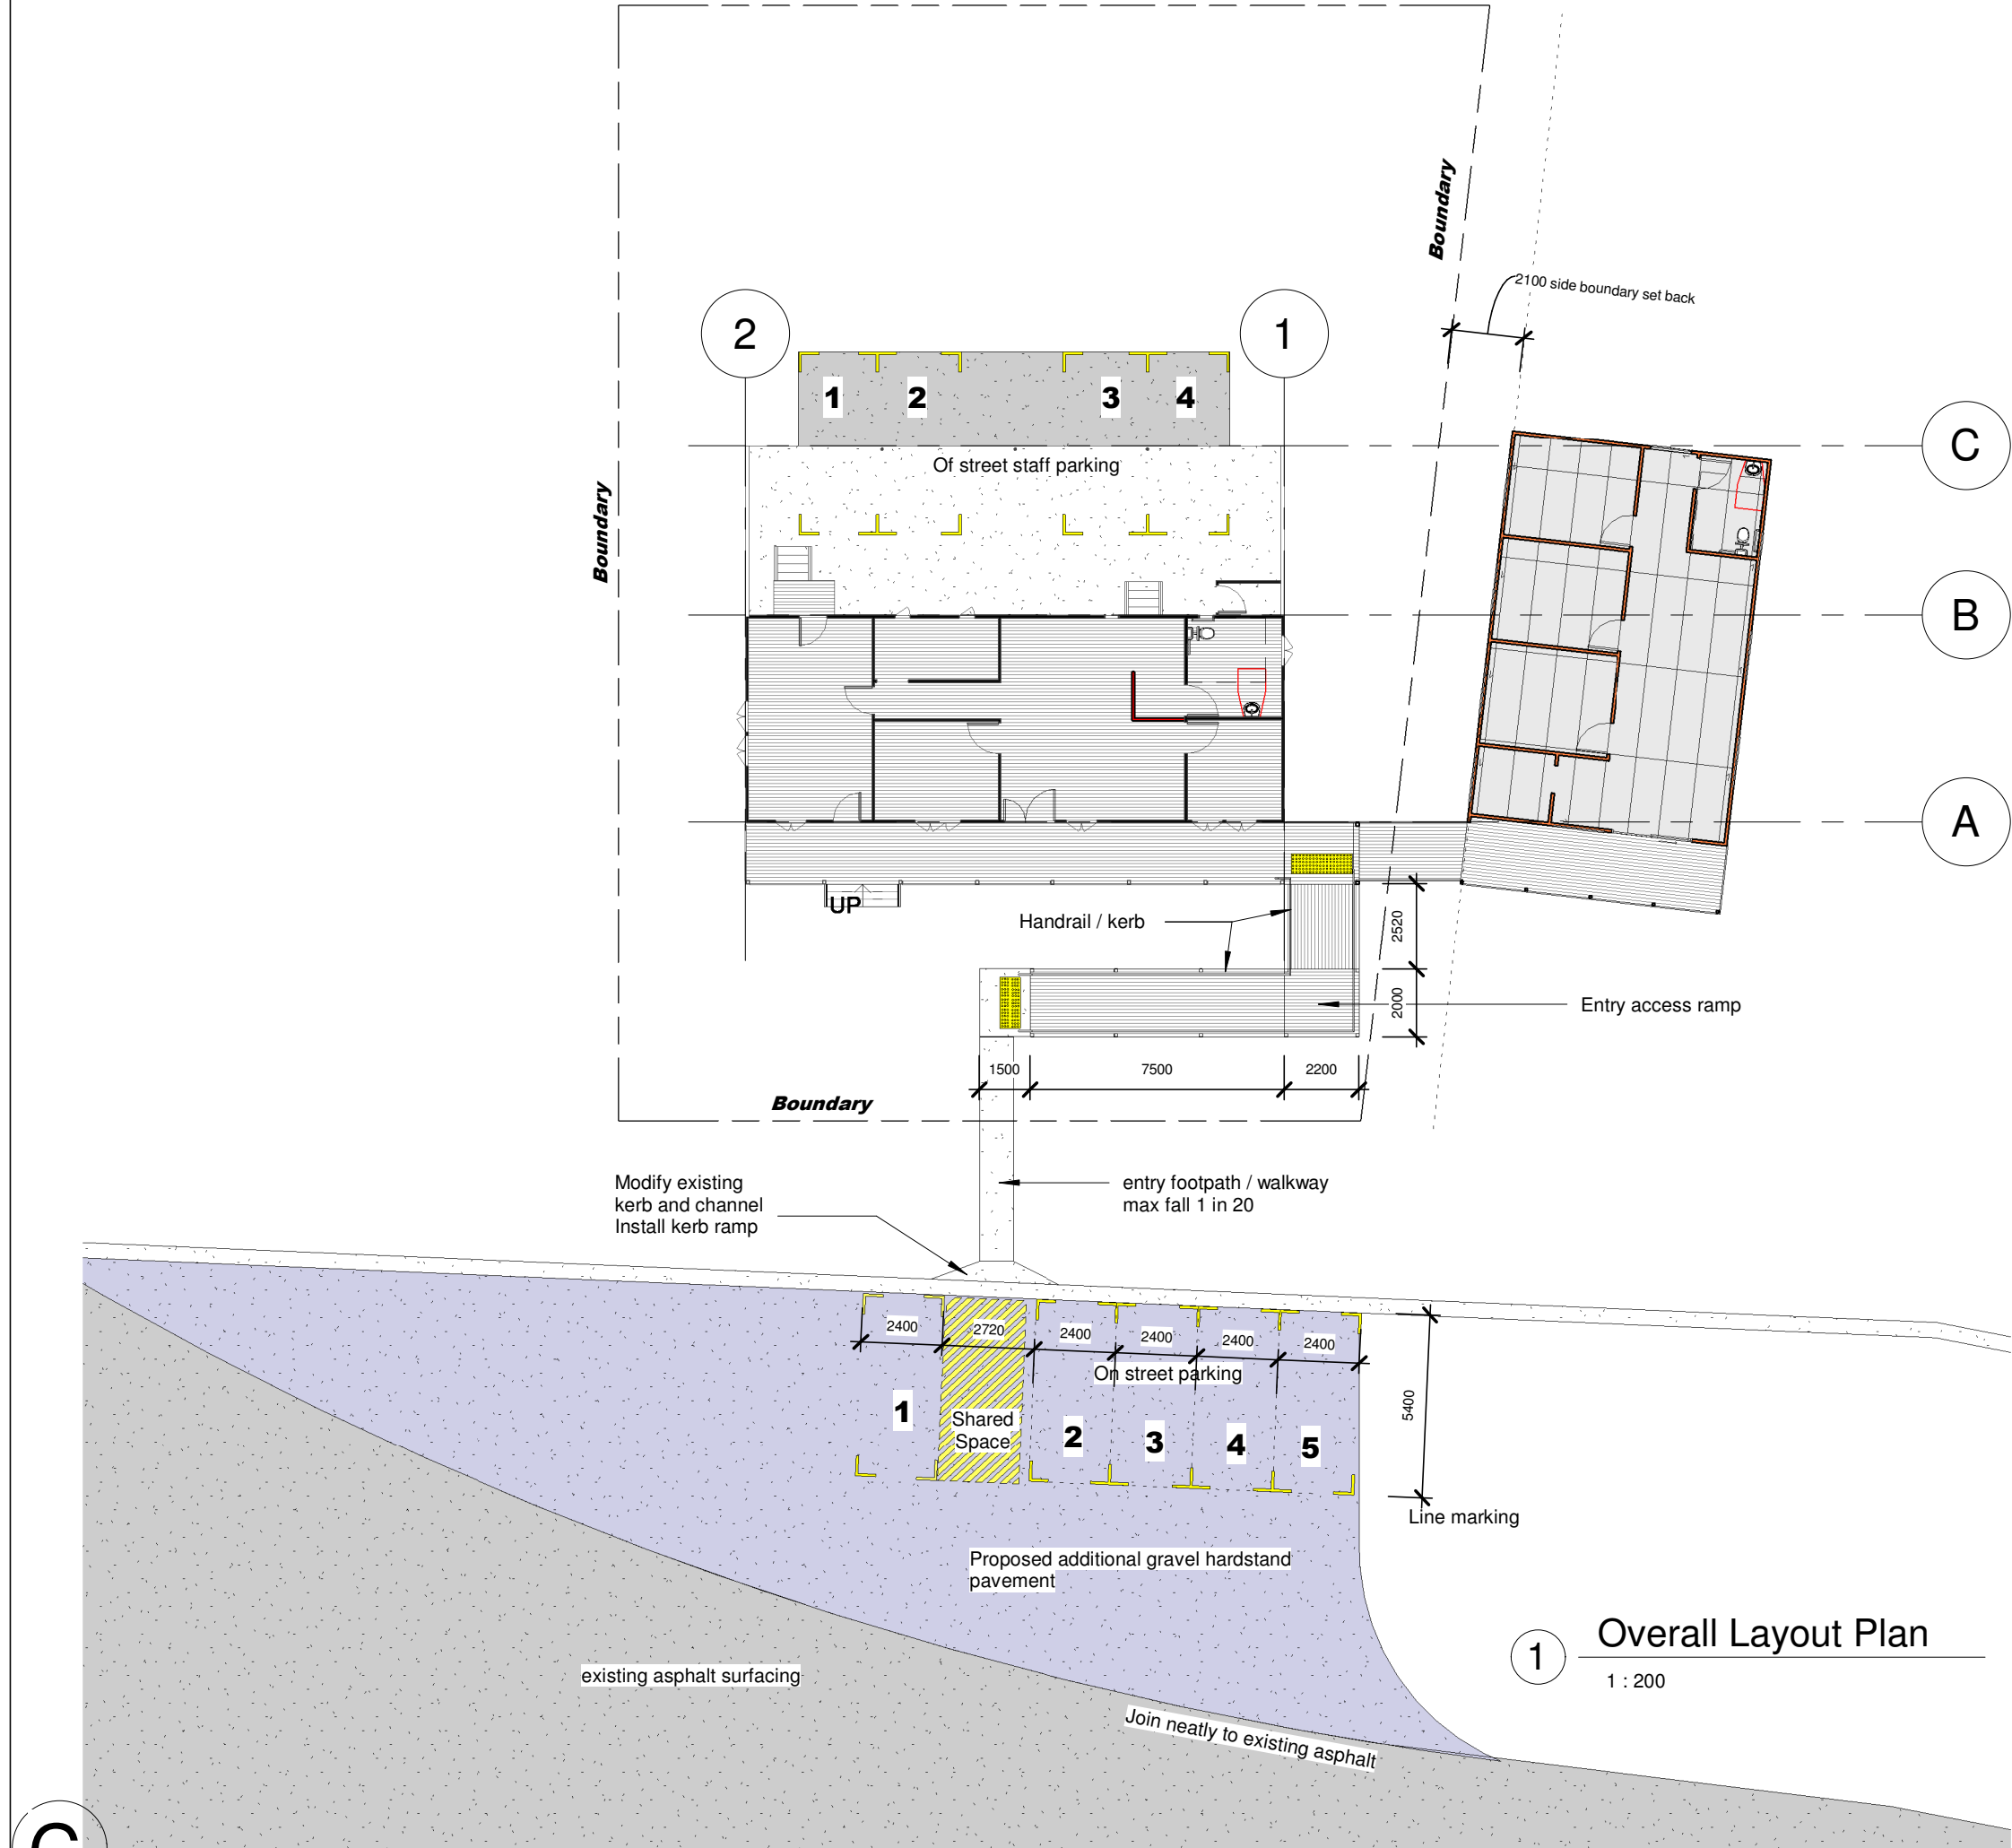 Boundary
2100 side boundary set back
2
1
1
2
3
4
C
Of street staff parking
Boundary
B
A
UP
Handrail / kerb
2520
2000
Entry access ramp
1500
7500
2200
Boundary
Modify existing
kerb and channel
Install kerb ramp
entry footpath / walkway
max fall 1 in 20
2400
2720
2400
2400
2400
2400
On street parking
5400
1
Shared
Space
2
3
4
5
Line marking
Proposed additional gravel hardstand
pavement
existing asphalt surfacing
Join neatly to existing asphalt
1
Overall Layout Plan
1 : 200